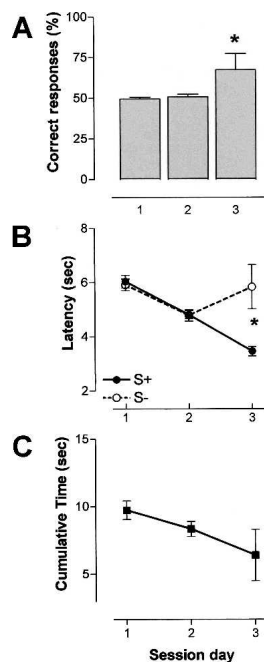 A
Correct responses (%)
100
75
50
25
0
*
1 2 3
B
Latency (sec)
8
6
4
2
*
S+
S-
1 2 3
C
Cumulative Time (sec)
15
10
5
1 2 3
Session day